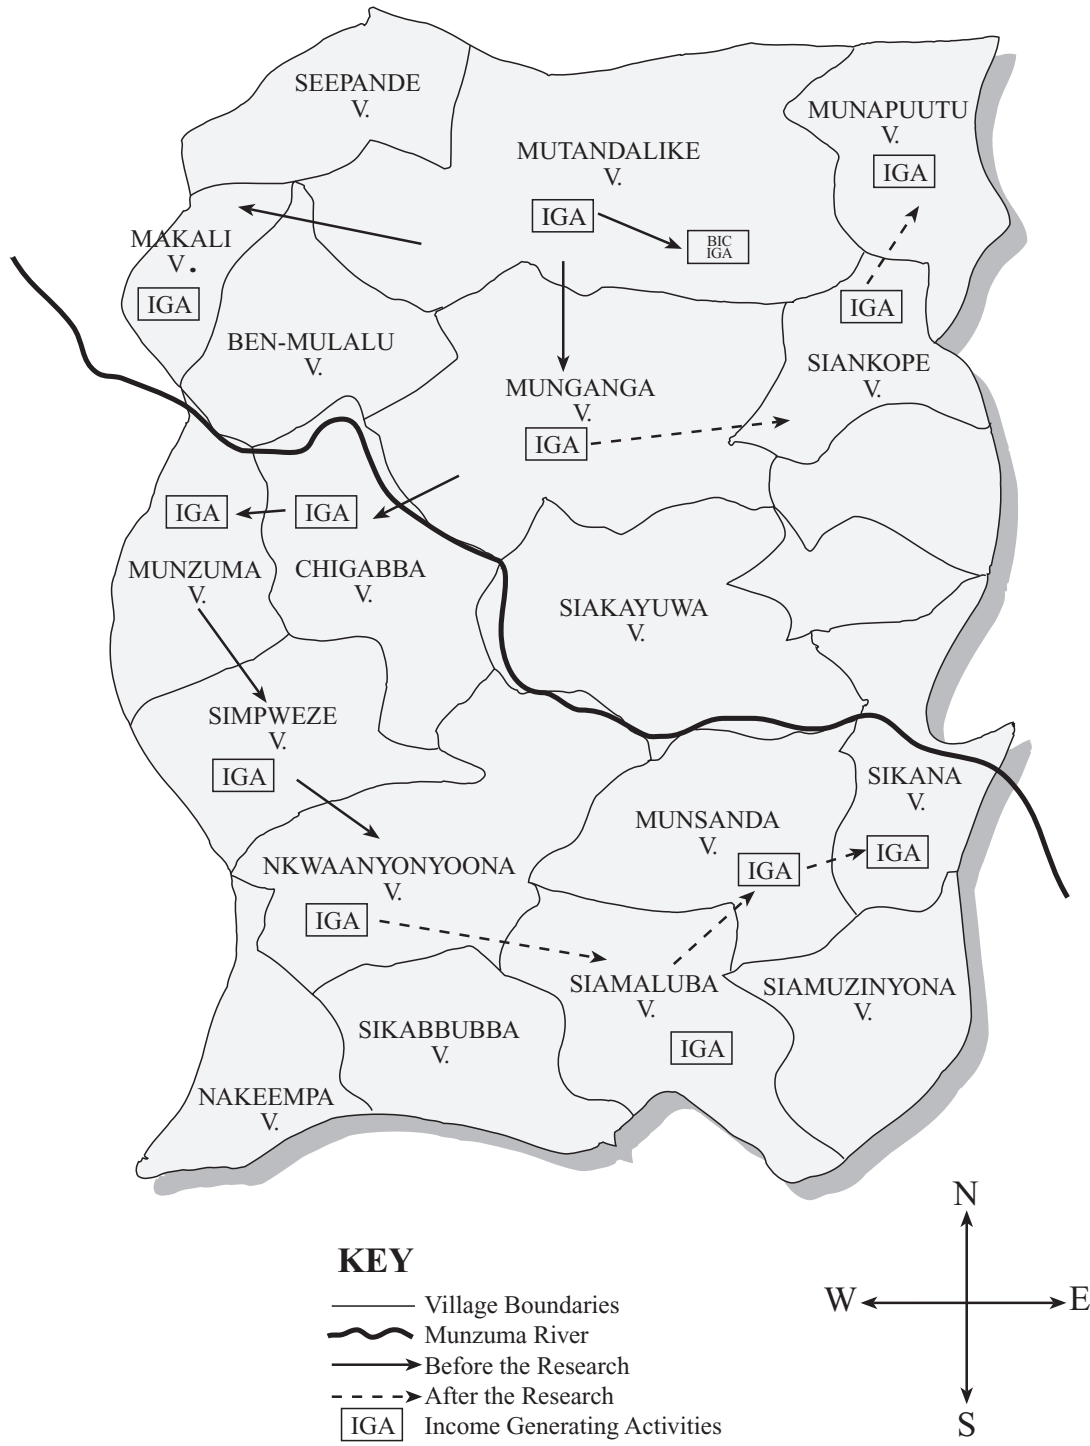 SEEPANDE
V.
MUNAPUUTU
V.
IGA
MUTANDALIKE
V.
IGA
BIC
IGA
MAKALI
V.
IGA
IGA
BEN-MULALU
V.
SIANKOPE
V.
MUNGANGA
V.
IGA
IGA
IGA
MUNZUMA
V.
CHIGABBA
V.
SIAKAYUWA
V.
SIMPWEZE
V.
IGA
SIKANA
V.
IGA
MUNSANDA
V.
IGA
NKWAANYONYOONA
V.
IGA
SIAMALUBA
V.
IGA
SIAMUZINYONA
V.
SIKABBUBBA
V.
NAKEEMPA
V.
N
W
E
S
KEY
Village Boundaries
Munzuma River
Before the Research
After the Research
IGA Income Generating Activities